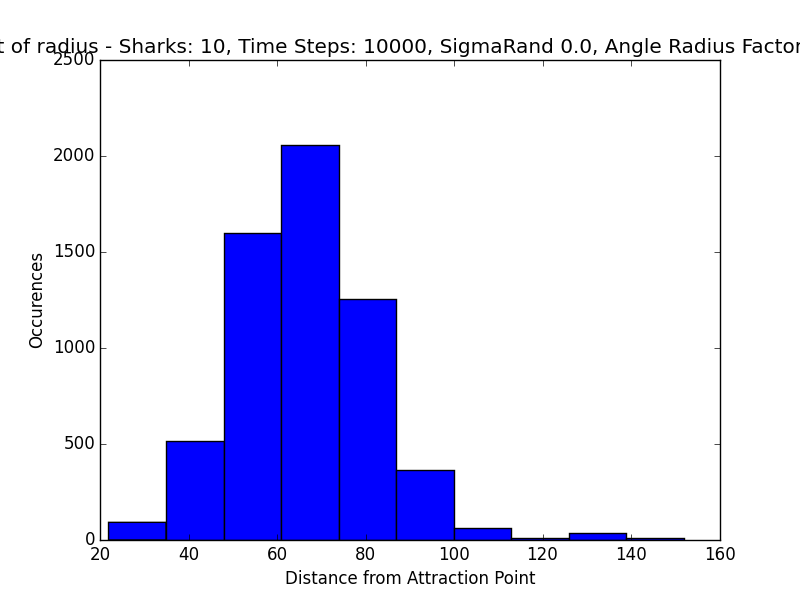 t of radius - Sharks: 10, Time Steps: 10000, SigmaRand 0.0, Angle Radius Factor
2500
2000
1500
1000
500
0
20 40 60 80 100 120 140 160
Occurences
Distance from Attraction Point